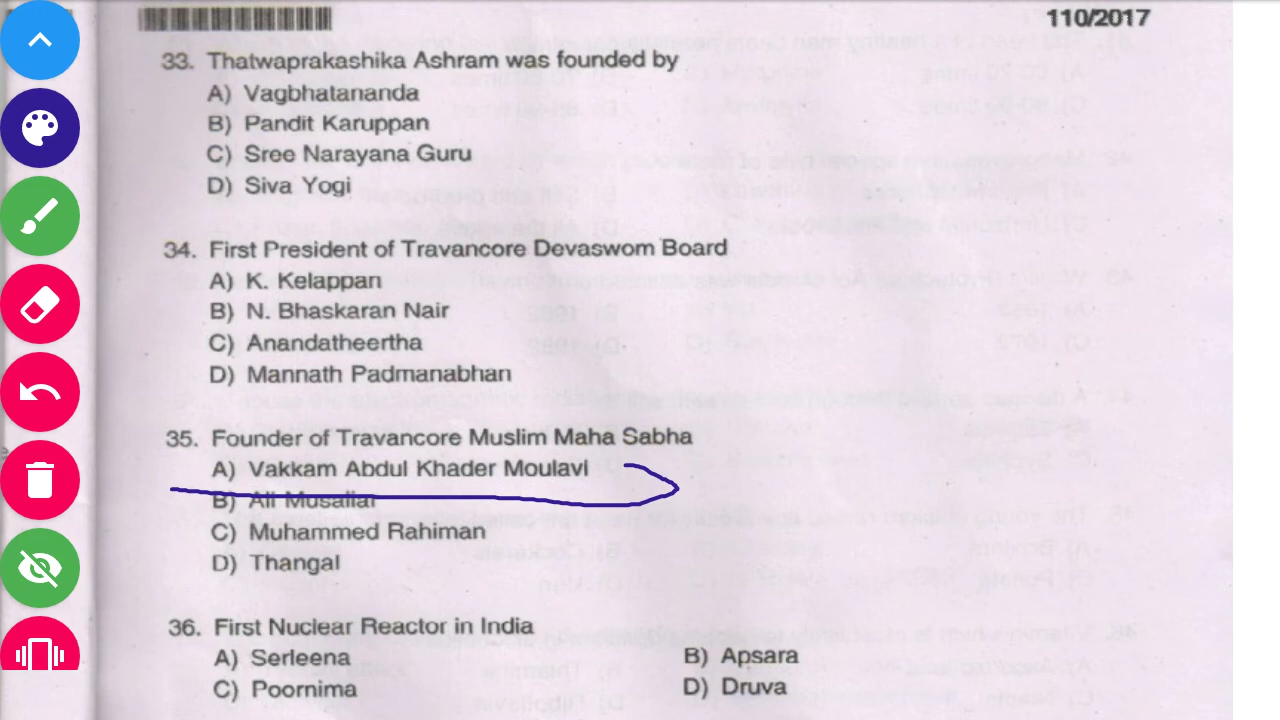 110/2017
33. Thatwaprakashika Ashram was founded by
A) Vagbhatananda
B) Pandit Karuppan
C) Sree Narayana Guru
D) Siva Yogi
34. First President of Travancore Devaswom Board
A) K. Kelappan
B) N. Bhaskaran Nair
C) Anandatheertha
D) Mannath Padmanabhan
35. Founder of Travancore Muslim Maha Sabha
A) Vakkam Abdul Khader Moulavi
B) Ali Musaliar
C) Muhammed Rahiman
D) Thangal
36. First Nuclear Reactor in India
A) Serleena
B) Apsara
C) Poornima
D) Druva